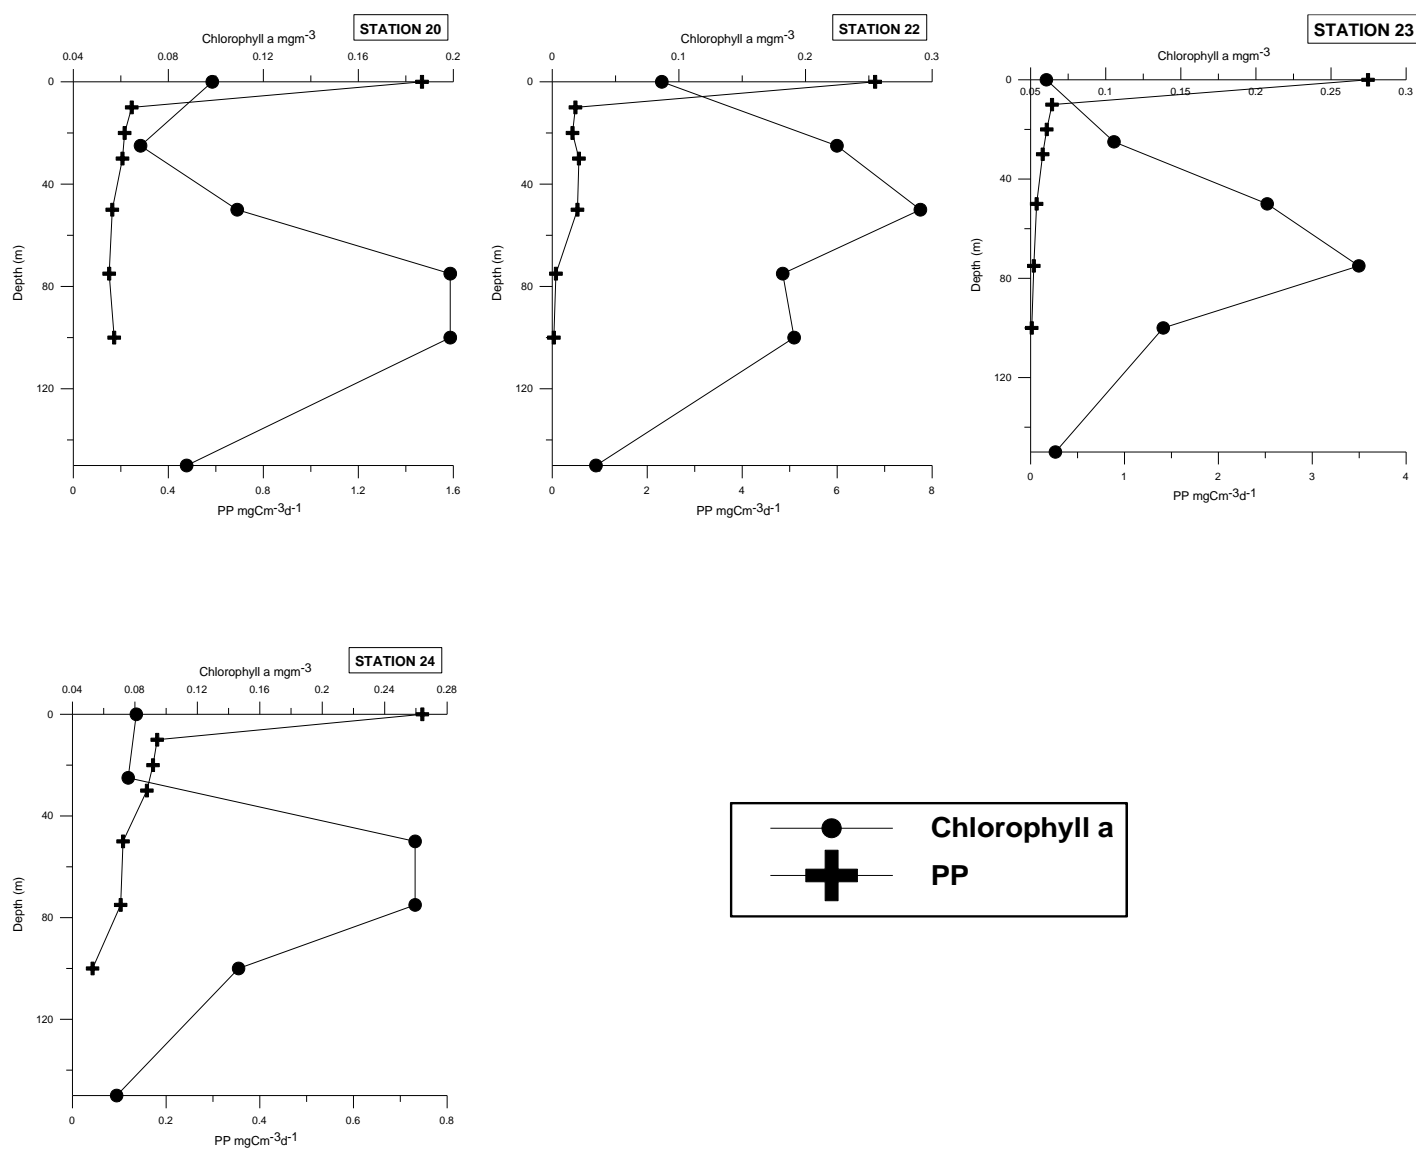 STATION 20
Chlorophyll a mgm-3
0.04 0.08 0.12 0.16 0.2
0
40
80
120
Depth (m)
0 0.4 0.8 1.2 1.6
PP mgCm-3d-1
STATION 22
Chlorophyll a mgm-3
0 0.1 0.2 0.3
0
40
80
120
Depth (m)
0 2 4 6 8
PP mgCm-3d-1
STATION 23
Chlorophyll a mgm-3
0.05 0.1 0.15 0.2 0.25 0.3
0
40
80
120
Depth (m)
0 1 2 3 4
PP mgCm-3d-1
STATION 24
Chlorophyll a mgm-3
0.04 0.08 0.12 0.16 0.2 0.24 0.28
0
40
80
120
Depth (m)
0 0.2 0.4 0.6 0.8
PP mgCm-3d-1
Chlorophyll a
PP